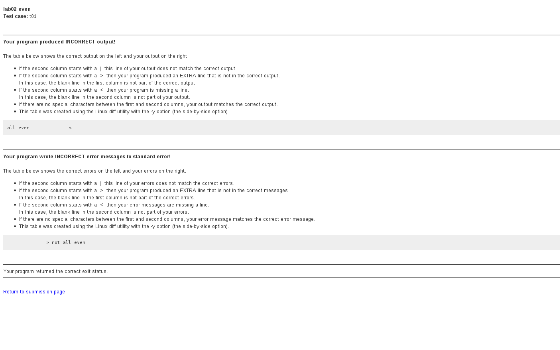 lab02 even
Test case: t01
Your program produced INCORRECT output!
The table below shows the correct output on the left and your output on the right.
If the second column starts with a | this line of your output does not match the correct output.
If the second column starts with a > then your program produced an EXTRA line that is not in the correct output.
In this case, the blank line in the first column is not part of the correct output.
If the second column starts with a < then your program is missing a line.
In this case, the blank line in the second column is not part of your output.
If there are no special characters between the first and second columns, your output matches the correct output.
This table was created using the Linux diff utility with the -y option (the side-by-side option)
all even <
Your program wrote INCORRECT error messages to standard error!
The table below shows the correct errors on the left and your errors on the right.
If the second column starts with a | this line of your errors does not match the correct errors.
If the second column starts with a > then your program produced an EXTRA line that is not in the correct error messages
In this case, the blank line in the first column is not part of the correct errors
If the second column starts with a < then your error messages are missing a line.
In this case, the blank line in the second column is not part of your errors.
If there are no special characters between the first and second columns, your error message matches the correct error message.
This table was created using the Linux diff utility with the -y option (the side-by-side option).
> not all even
Your program returned the correct exit status
Return to submission page